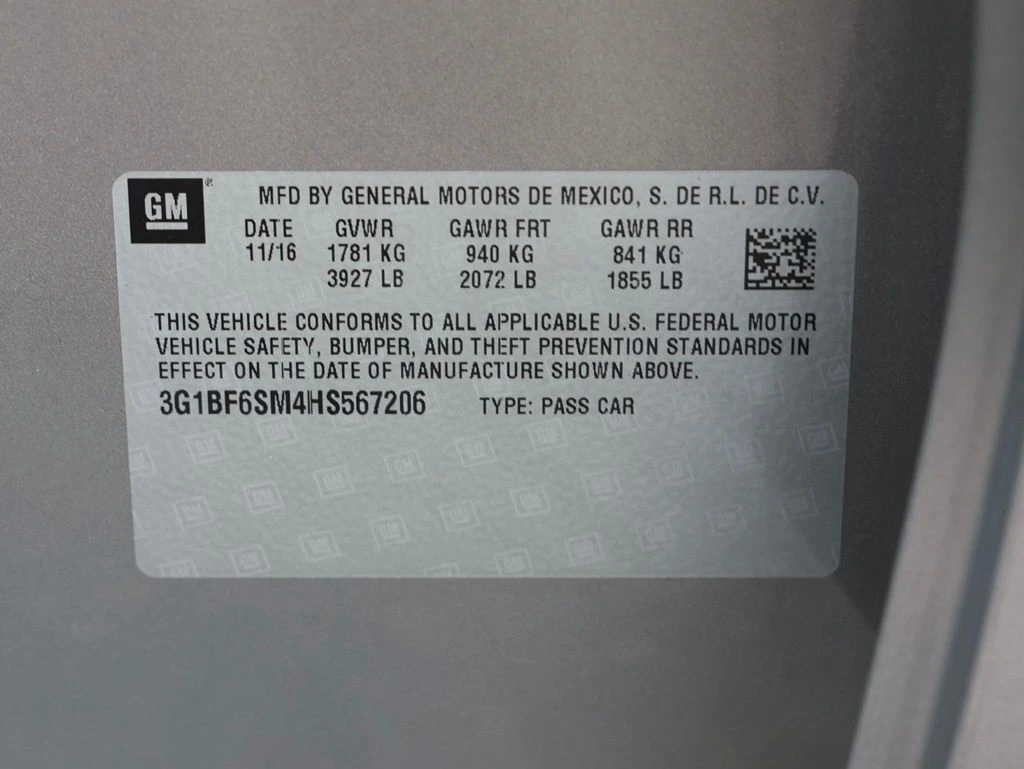 GM
MFD BY GENERAL MOTORS DE MEXICO, S. DE R.L. DE C.V.
DATE GVWR GAWR FRT GAWR RR
11/16 1781 KG 940 KG 841 KG
3927 LB 2072 LB 1855 LB
THIS VEHICLE CONFORMS TO ALL APPLICABLE U.S. FEDERAL MOTOR
VEHICLE SAFETY, BUMPER, AND THEFT PREVENTION STANDARDS IN
EFFECT ON THE DATE OF MANUFACTURE SHOWN ABOVE.
3G1BF6SM4HS567206 TYPE: PASS CAR